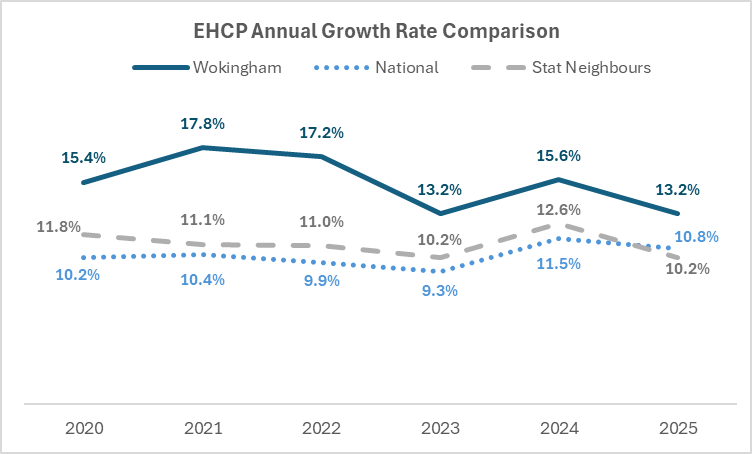 EHCP Annual Growth Rate Comparison
Wokingham National Stat Neighbours
15.4% 17.8% 17.2% 13.2% 15.6% 13.2%
11.8% 11.1% 11.0% 10.2% 12.6% 10.2%
10.2% 10.4% 9.9% 9.3% 11.5% 10.8%
2020 2021 2022 2023 2024 2025